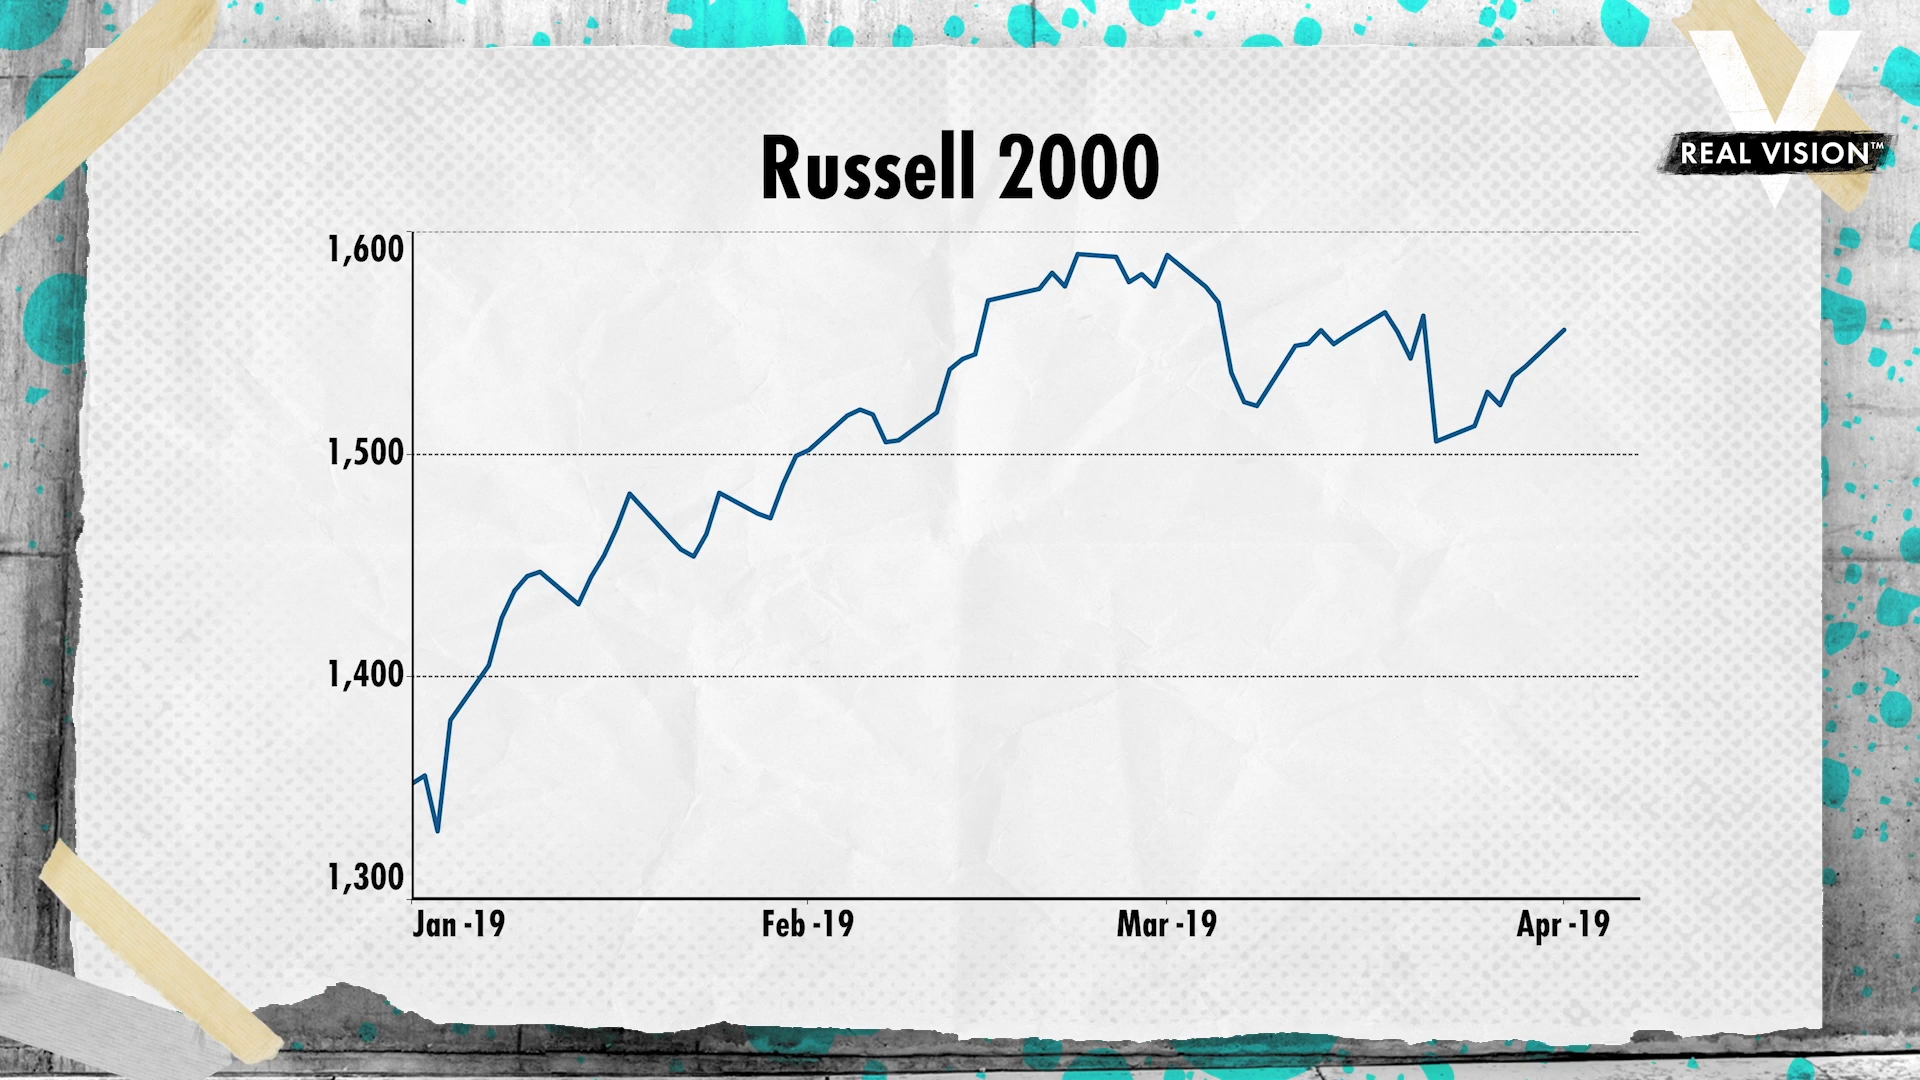 Russell 2000
REAL VISION™
1,600
1,500
1,400
1,300
Jan -19
Feb -19
Mar -19
Apr -19